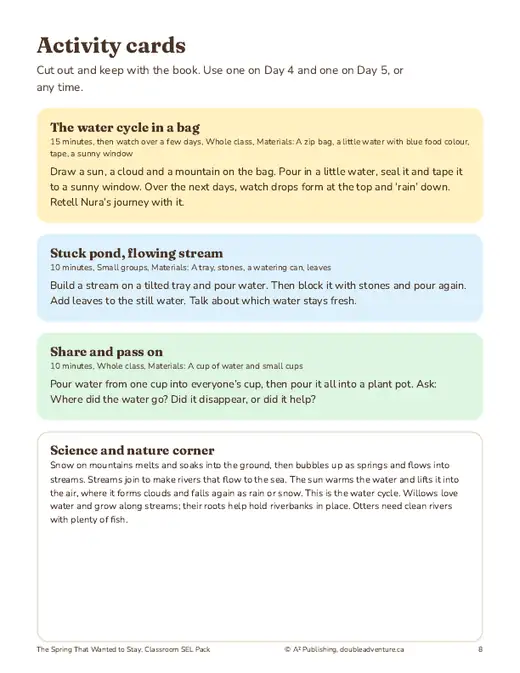 Activity cards
Cut out and keep with the book. Use one on Day 4 and one on Day 5, or
any time.
The water cycle in a bag
15 minutes, then watch over a few days, Whole class, Materials: A zip bag, a little water with blue food colour,
tape, a sunny window
Draw a sun, a cloud and a mountain on the bag. Pour in a little water, seal it and tape it
to a sunny window. Over the next days, watch drops form at the top and ‘rain’ down.
Retell Nura's journey with it.
Stuck pond, flowing stream
10 minutes, Small groups, Materials: A tray, stones, a watering can, leaves
Build a stream on a tilted tray and pour water. Then block it with stones and pour again.
Add leaves to the still water. Talk about which water stays fresh.
Share and pass on
10 minutes, Whole class, Materials: A cup of water and small cups
Pour water from one cup into everyone's cup, then pour it all into a plant pot. Ask:
Where did the water go? Did it disappear, or did it help?
Science and nature corner
Snow on mountains melts and soaks into the ground, then bubbles up as springs and flows into
streams. Streams join to make rivers that flow to the sea. The sun warms the water and lifts it into
the air, where it forms clouds and falls again as rain or snow. This is the water cycle. Willows love
water and grow along streams; their roots help hold riverbanks in place. Otters need clean rivers
with plenty of fish.
The Spring That Wanted to Stay. Classroom SEL Pack
© A² Publishing, doubleadventure.ca
8